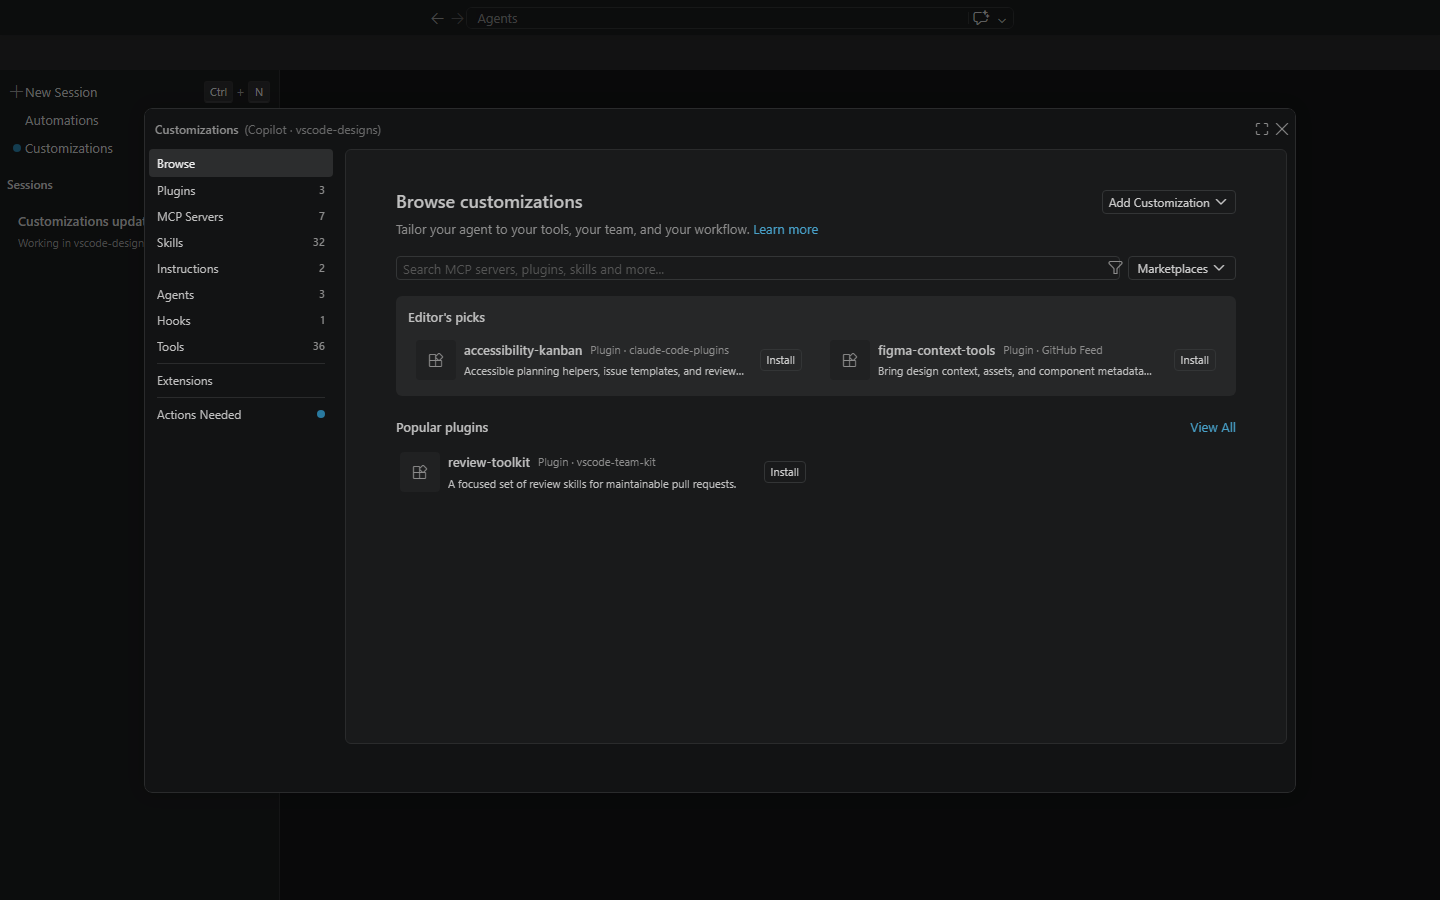 Agents
New Session Ctrl + N
Automations
Customizations
Sessions
Customizations updat
Working in vscode-design
Customizations (Copilot · vscode-designs)
Browse
Plugins 3
MCP Servers 7
Skills 32
Instructions 2
Agents 3
Hooks 1
Tools 36
Extensions
Actions Needed
Browse customizations
Add Customization
Tailor your agent to your tools, your team, and your workflow. Learn more
Search MCP servers, plugins, skills and more...
Marketplaces
Editor's picks
accessibility-kanban Plugin · claude-code-plugins
Accessible planning helpers, issue templates, and review...
Install
figma-context-tools Plugin · GitHub Feed
Bring design context, assets, and component metadata...
Install
Popular plugins
View All
review-toolkit Plugin · vscode-team-kit
A focused set of review skills for maintainable pull requests.
Install